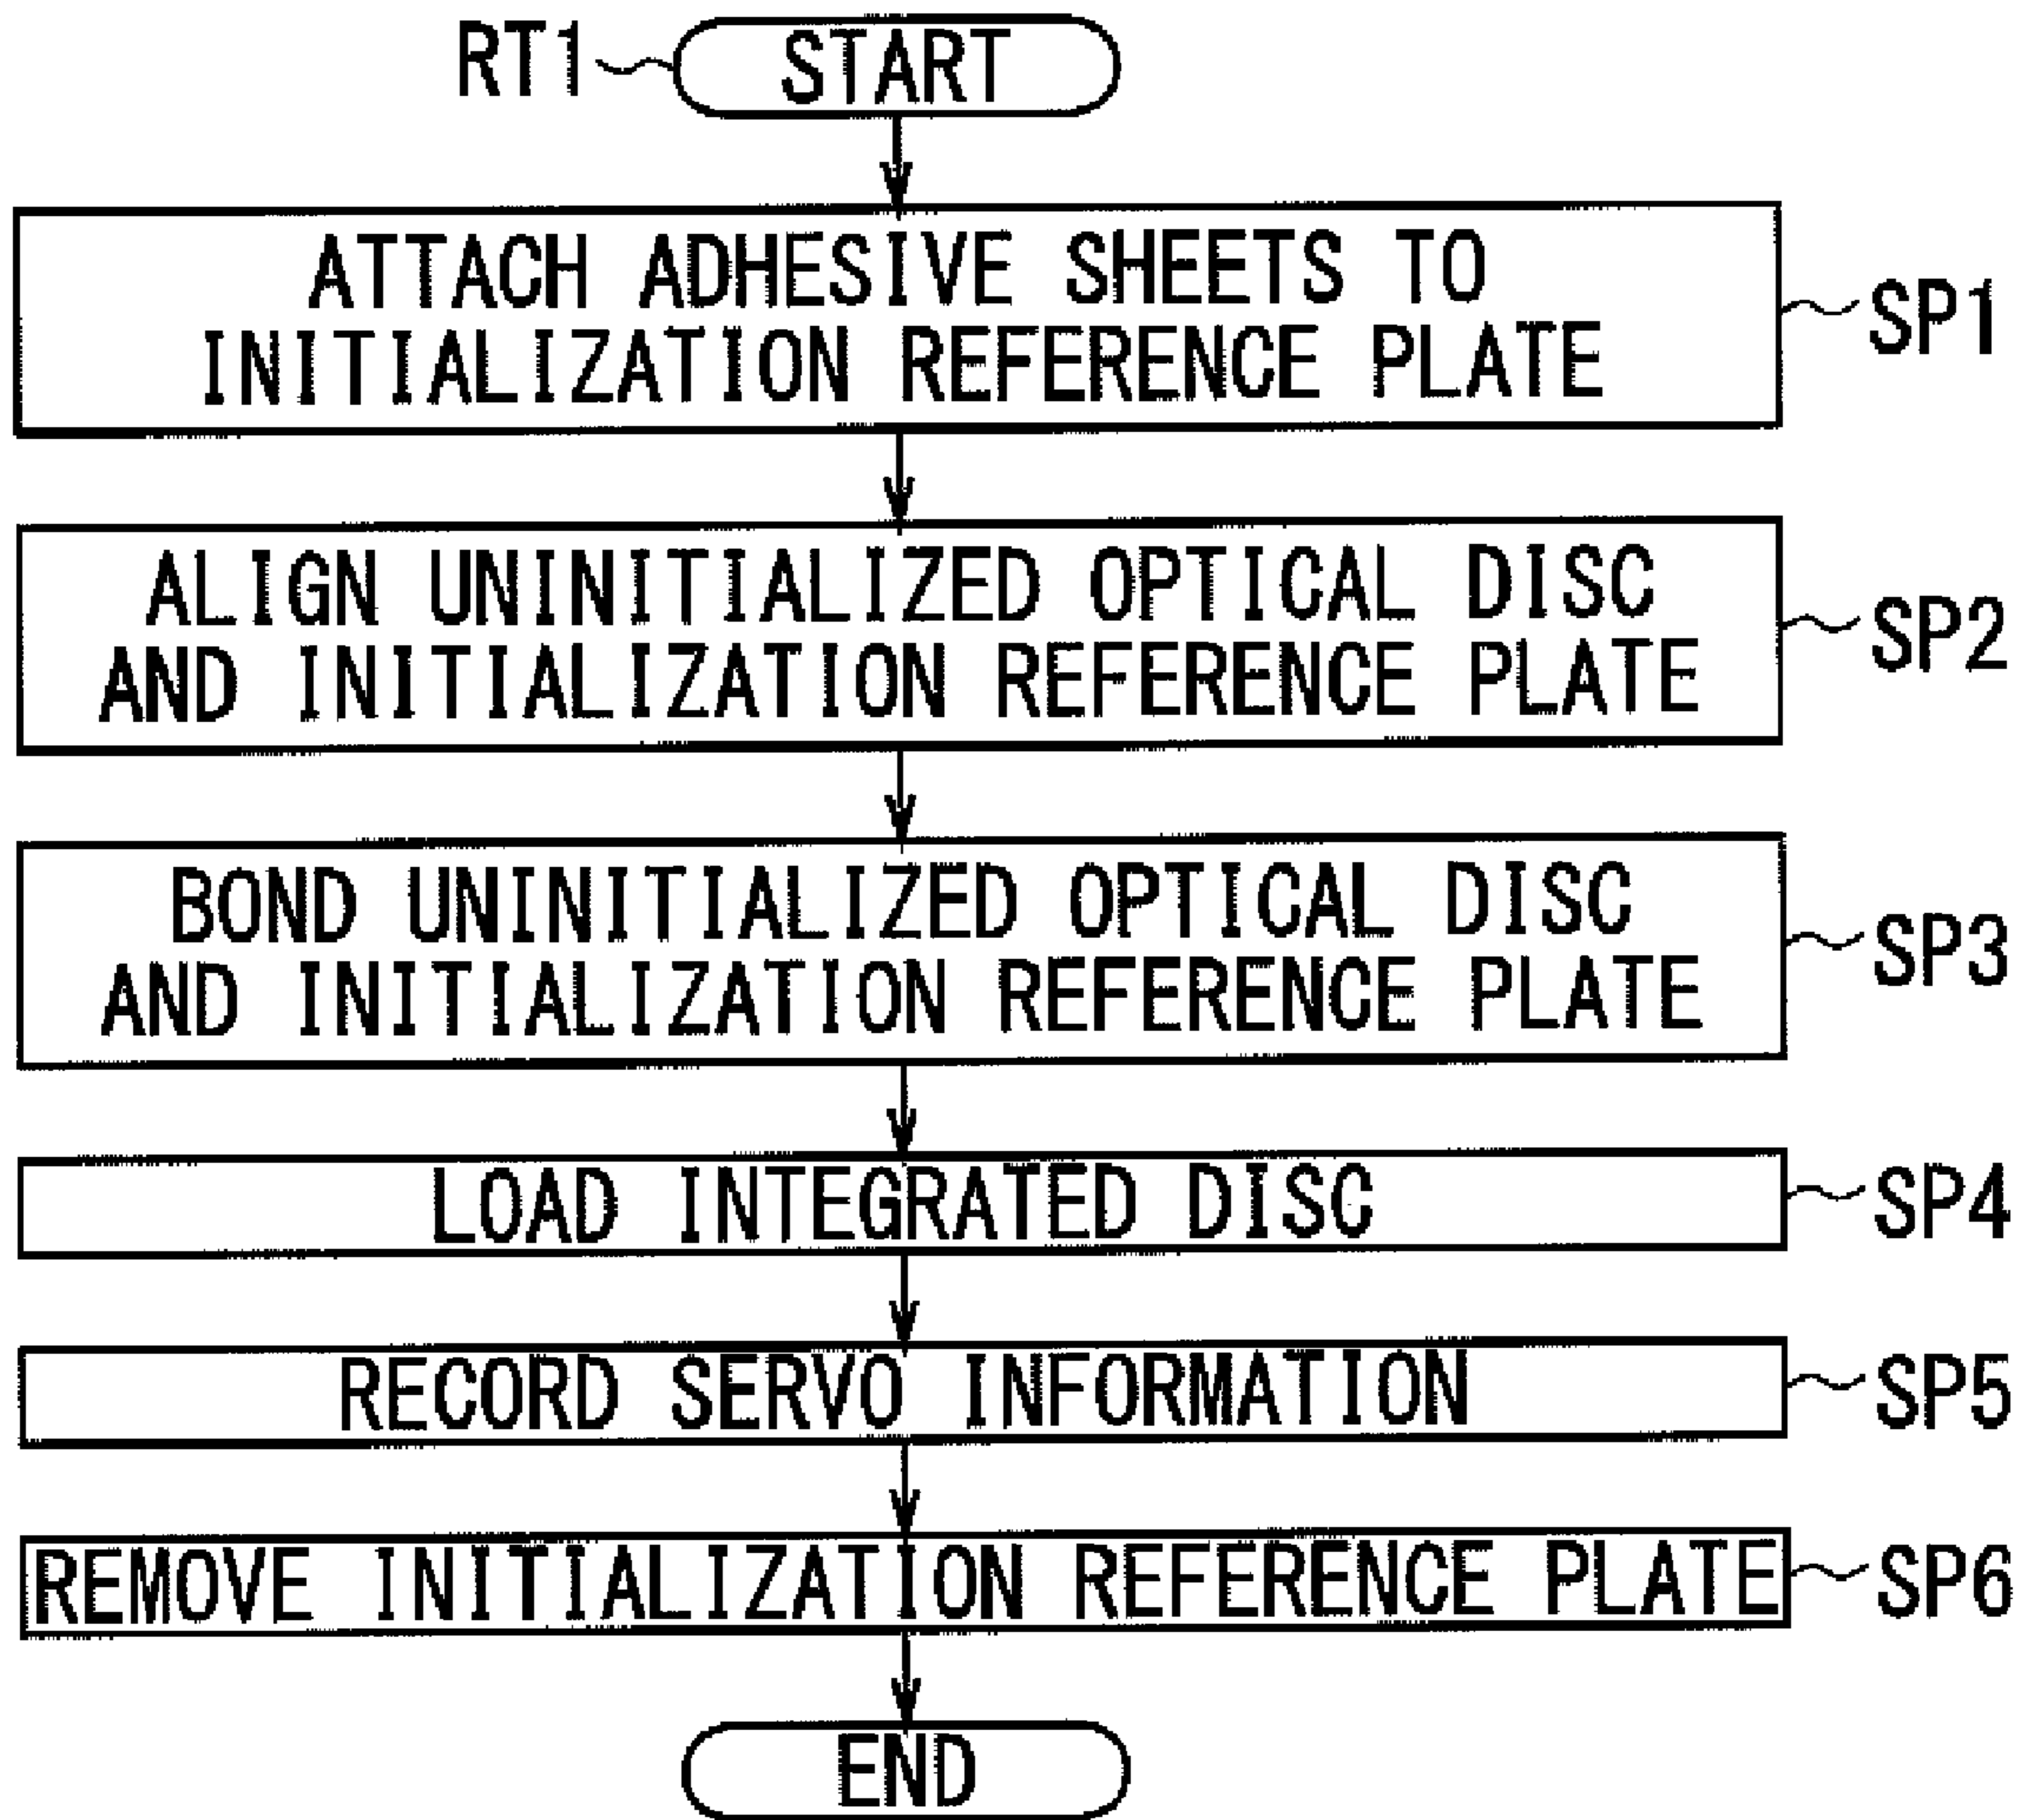 RT1 START
ATTACH ADHESIVE SHEETS TO
INITIALIZATION REFERENCE PLATE
SP1
ALIGN UNINITIALIZED OPTICAL DISC
AND INITIALIZATION REFERENCE PLATE
SP2
BOND UNINITIALIZED OPTICAL DISC
AND INITIALIZATION REFERENCE PLATE
SP3
LOAD INTEGRATED DISC
SP4
RECORD SERVO INFORMATION
SP5
REMOVE INITIALIZATION REFERENCE PLATE
SP6
END